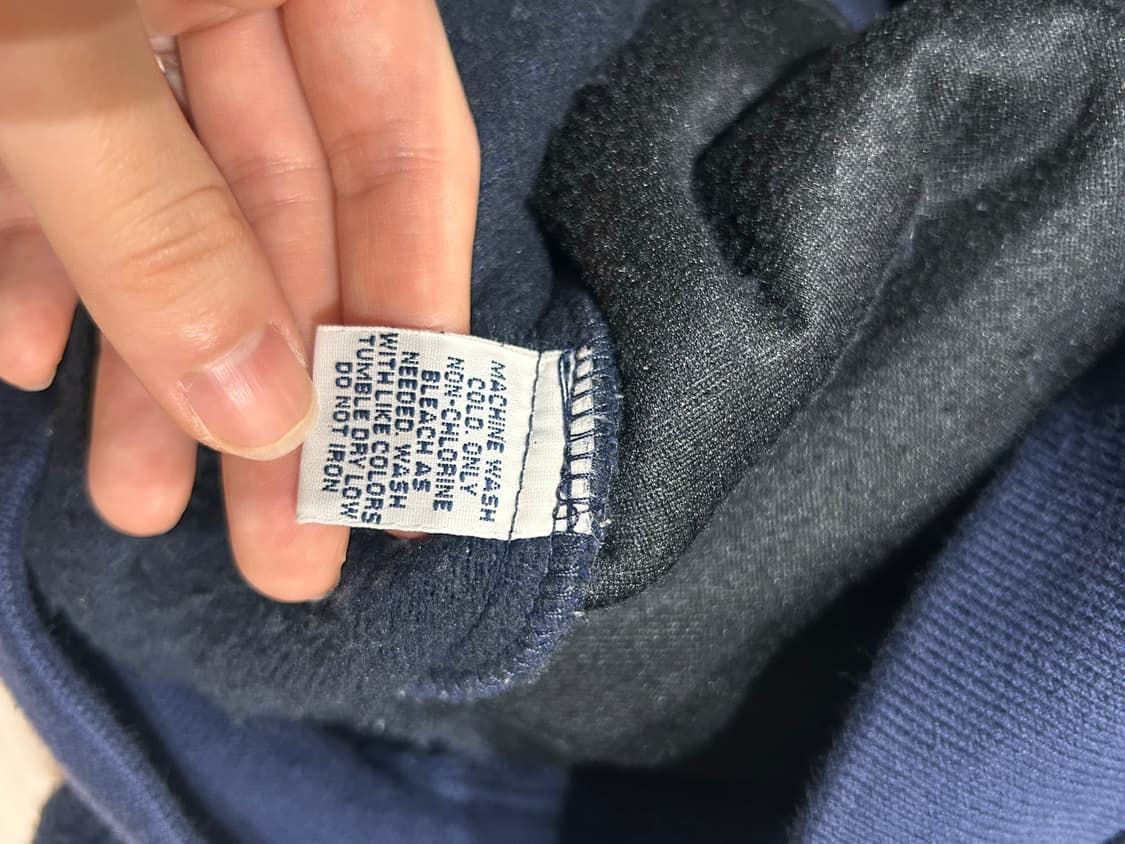 MACHINE WASH
COLD ONLY
NON-CHLORINE
BLEACH AS
NEEDED. WASH
WITH LIKE COLORS
TUMBLE DRY LOW
DO NOT IRON